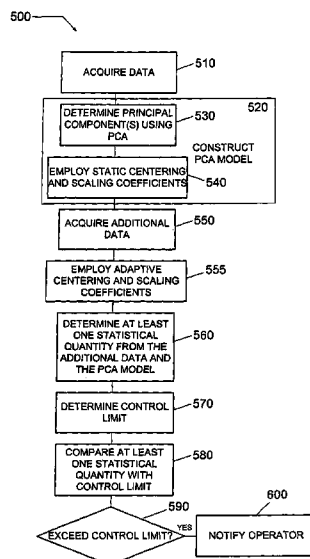 500
ACQUIRE DATA
510
520
DETERMINE PRINCIPAL
COMPONENT(S) USING
PCA
530
CONSTRUCT
PCA MODEL
EMPLOY STATIC CENTERING
AND SCALING COEFFICIENTS
540
ACQUIRE ADDITIONAL
DATA
550
EMPLOY ADAPTIVE
CENTERING AND SCALING
COEFFICIENTS
555
DETERMINE AT LEAST
ONE STATISTICAL
QUANTITY FROM THE
ADDITIONAL DATA AND
THE PCA MODEL
560
DETERMINE CONTROL
LIMIT
570
COMPARE AT LEAST
ONE STATISTICAL
QUANTITY WITH
CONTROL LIMIT
580
590
600
EXCEED CONTROL LIMIT?
YES
NOTIFY OPERATOR